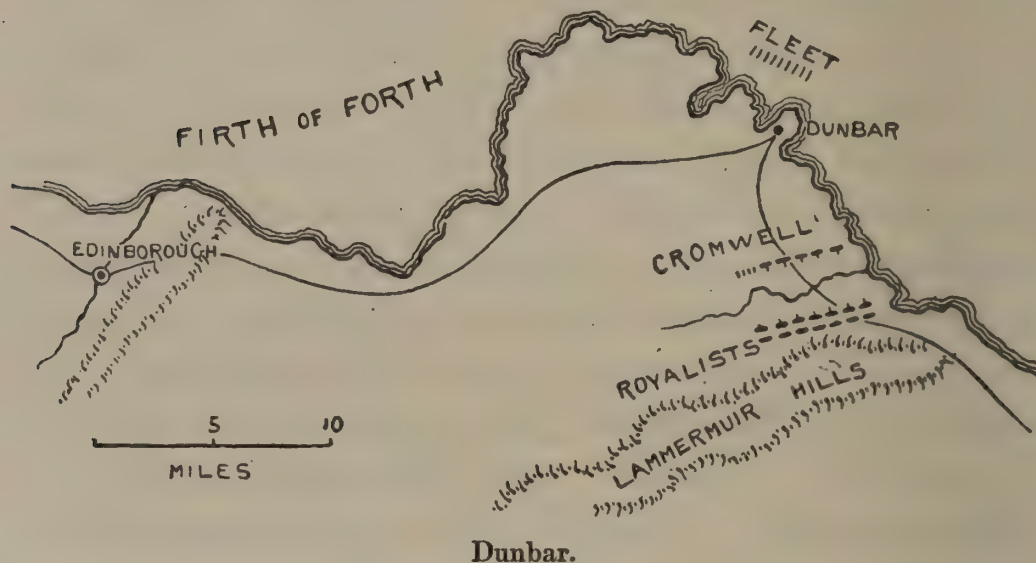 FLEET
FIRTH OF FORTH
DUNBAR
EDINBOROUGH
CROMWELL
ROYALISTS
LAMMERMUIR HILLS
5 10
MILES
Dunbar.